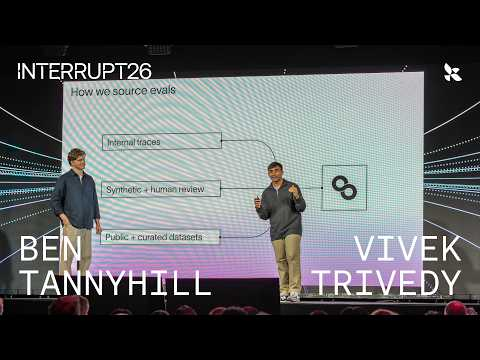 INTERRUPT26
How we source evals
Internal traces
Synthetic + human review
Public + curated datasets
BEN
TANNYHILL
VIVEK
TRIVEDY